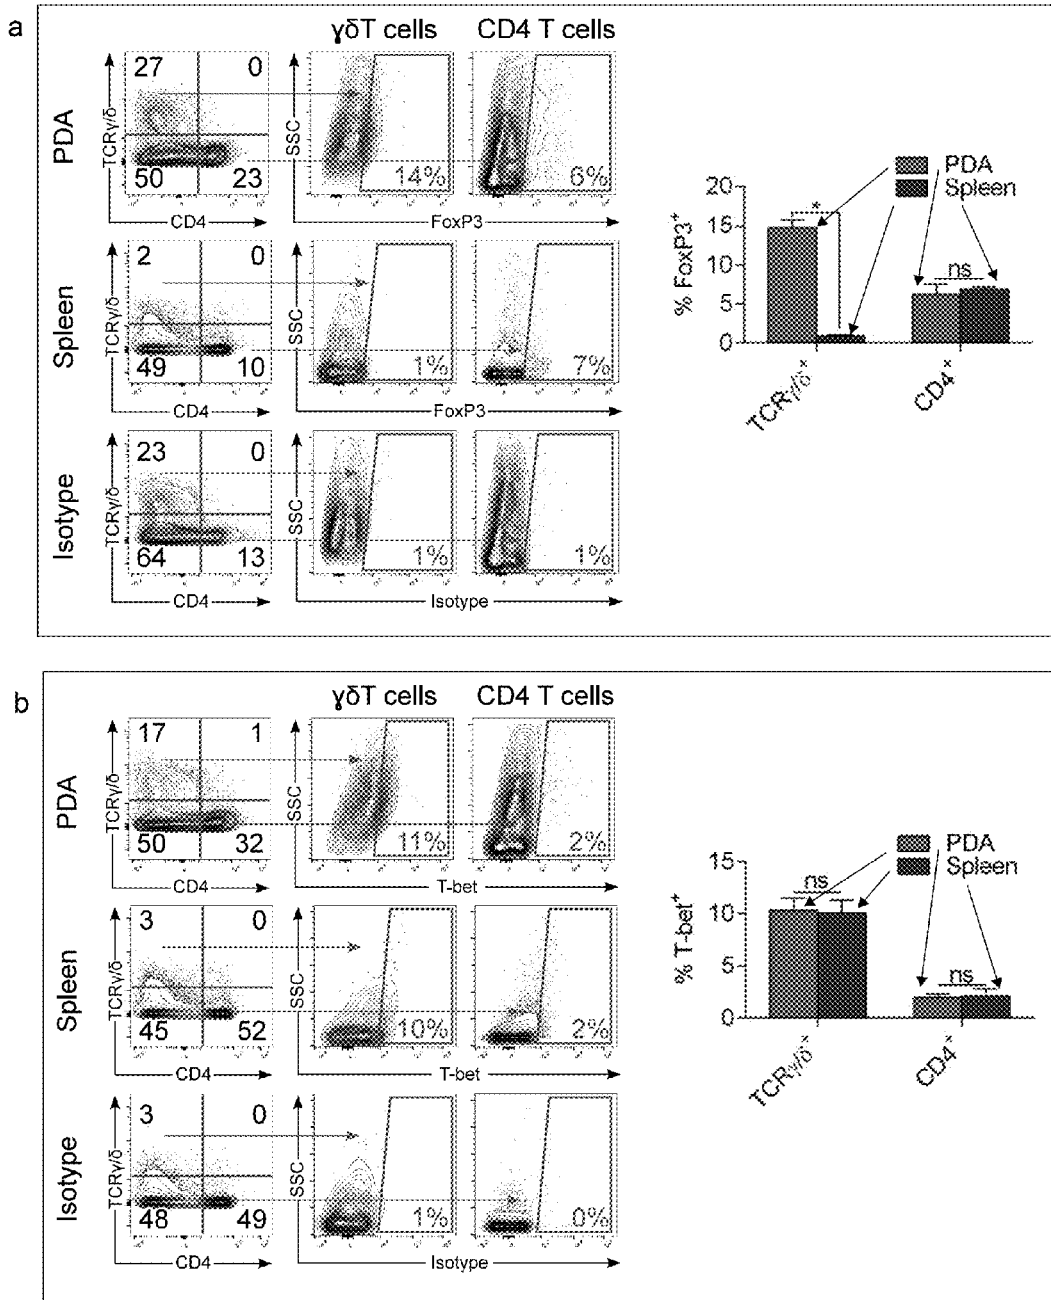 a
γδT cells CD4 T cells
PDA
TCRγ/δ
27 0
50 23
CD4
SSC
14% 6%
FoxP3
Spleen
TCRγ/δ
2 0
49 10
CD4
SSC
1% 7%
FoxP3
Isotype
TCRγ/δ
23 0
64 13
CD4
SSC
1% 1%
Isotype
PDA
Spleen
% FoxP3⁺
20
15
10
5
0
*
ns
TCRγ/δ⁺ CD4⁺
b
γδT cells CD4 T cells
PDA
TCRγ/δ
17 1
50 32
CD4
SSC
11% 2%
T-bet
Spleen
TCRγ/δ
3 0
45 52
CD4
SSC
10% 2%
T-bet
Isotype
TCRγ/δ
3 0
48 49
CD4
SSC
1% 0%
Isotype
PDA
Spleen
% T-bet⁺
15
10
5
0
ns
ns
TCRγ/δ⁺ CD4⁺